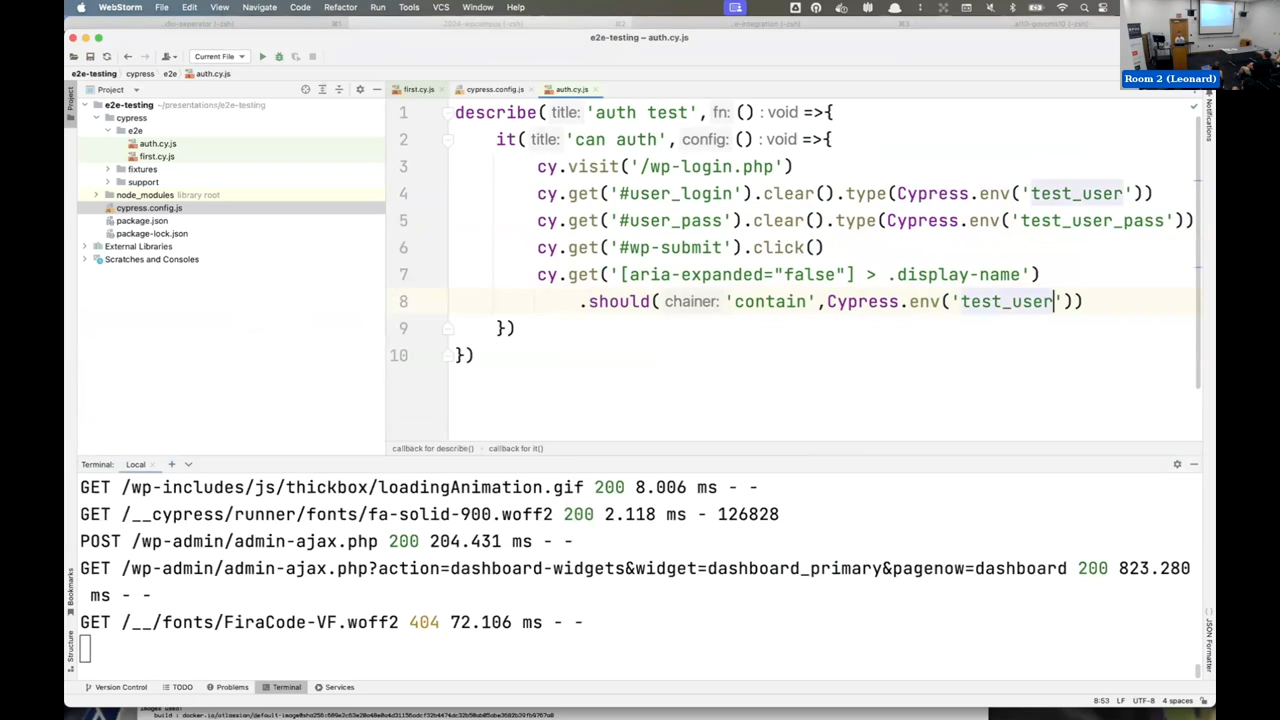 WebStorm File Edit View Navigate Code Refactor Run Tools VCS Window Help
e2e-testing – auth.cy.js
Current File
e2e-testing cypress e2e auth.cy.js
Room 2 (Leonard)
Project
first.cy.js cypress.config.js auth.cy.js
e2e-testing ~/presentations/e2e-testing
cypress
e2e
auth.cy.js
first.cy.js
fixtures
support
node_modules library root
cypress.config.js
package.json
package-lock.json
External Libraries
Scratches and Consoles
Project
Notifications
1 describe( title: 'auth test', fn: () : void =>{
2 it( title: 'can auth', config: () : void =>{
3 cy.visit('/wp-login.php')
4 cy.get('#user_login').clear().type(Cypress.env('test_user'))
5 cy.get('#user_pass').clear().type(Cypress.env('test_user_pass'))
6 cy.get('#wp-submit').click()
7 cy.get('[aria-expanded="false"] > .display-name')
8 .should( chainer: 'contain',Cypress.env('test_user'))
9 })
10 })
callback for describe() callback for it()
Terminal: Local
GET /wp-includes/js/thickbox/loadingAnimation.gif 200 8.006 ms - -
GET /__cypress/runner/fonts/fa-solid-900.woff2 200 2.118 ms - 126828
POST /wp-admin/admin-ajax.php 200 204.431 ms - -
GET /wp-admin/admin-ajax.php?action=dashboard-widgets&widget=dashboard_primary&pagenow=dashboard 200 823.280
ms - -
GET /__/fonts/FiraCode-VF.woff2 404 72.106 ms - -
Bookmarks
Structure
JSON Formatter
Version Control TODO Problems Terminal Services
8:53 LF UTF-8 4 spaces